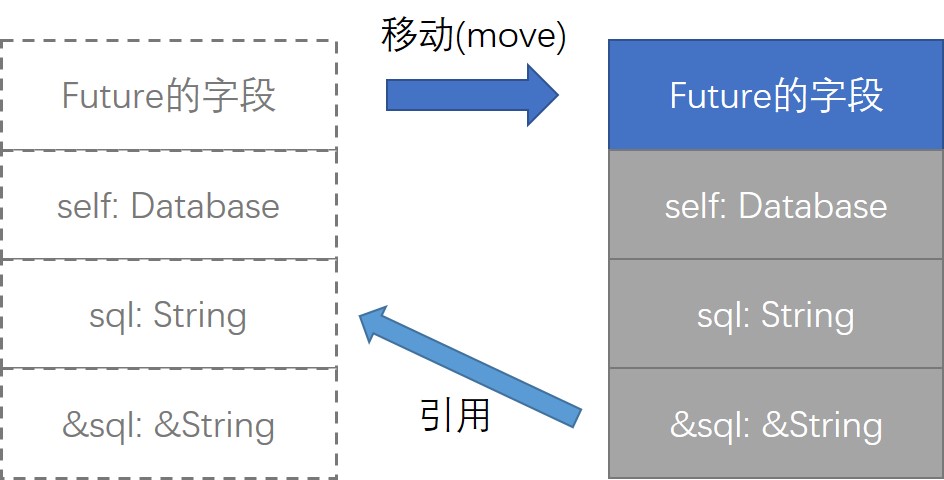 移动(move)
Future的字段
self: Database
sql: String
&sql: &String
引用
Future的字段
self: Database
sql: String
&sql: &String